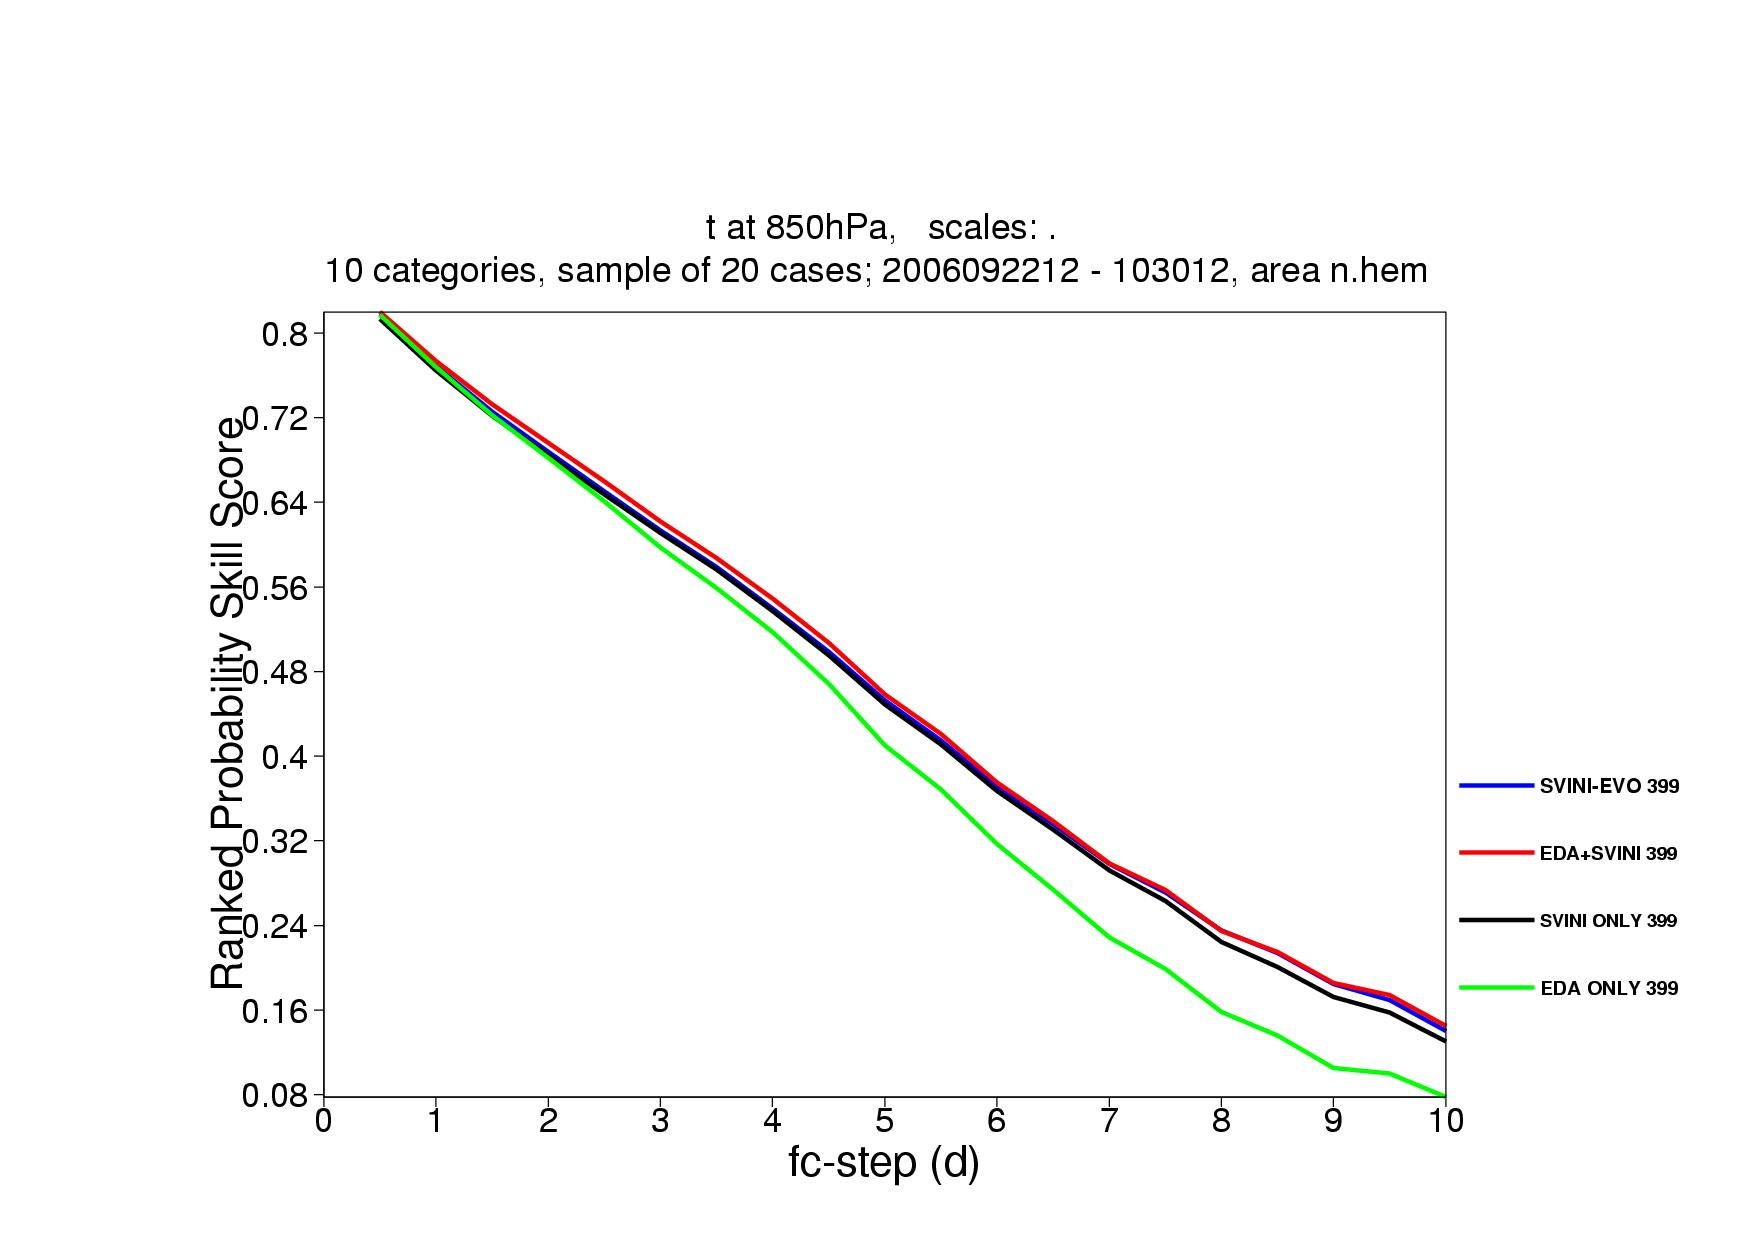 t at 850hPa,   scales: .
10 categories, sample of 20 cases; 2006092212 - 103012, area n.hem
Ranked Probability Skill Score
0.8
0.72
0.64
0.56
0.48
0.4
0.32
0.24
0.16
0.08
0 1 2 3 4 5 6 7 8 9 10
fc-step (d)
SVINI-EVO 399
EDA+SVINI 399
SVINI ONLY 399
EDA ONLY 399